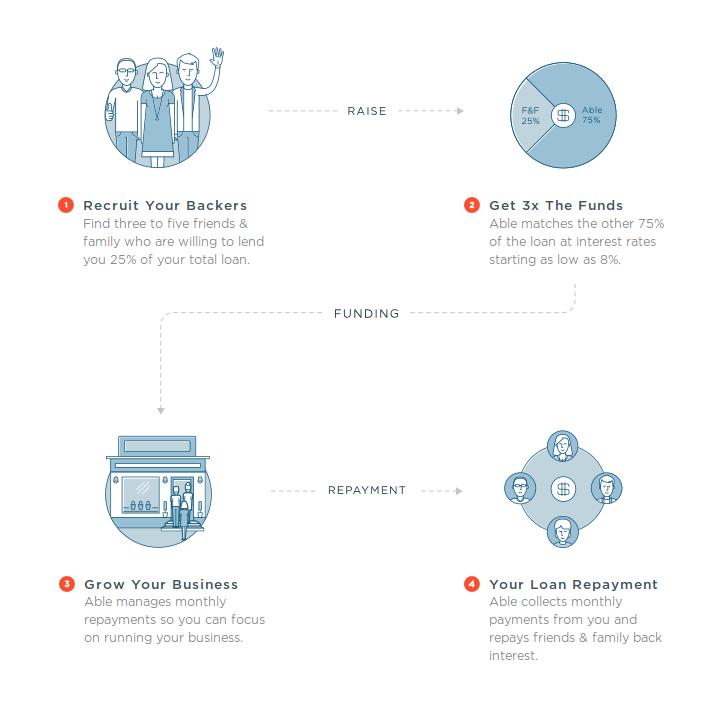 RAISE
F&F
25%
Able
75%
1 Recruit Your Backers
Find three to five friends &
family who are willing to lend
you 25% of your total loan.
2 Get 3x The Funds
Able matches the other 75%
of the loan at interest rates
starting as low as 8%.
FUNDING
REPAYMENT
3 Grow Your Business
Able manages monthly
repayments so you can focus
on running your business.
4 Your Loan Repayment
Able collects monthly
payments from you and
repays friends & family back
interest.